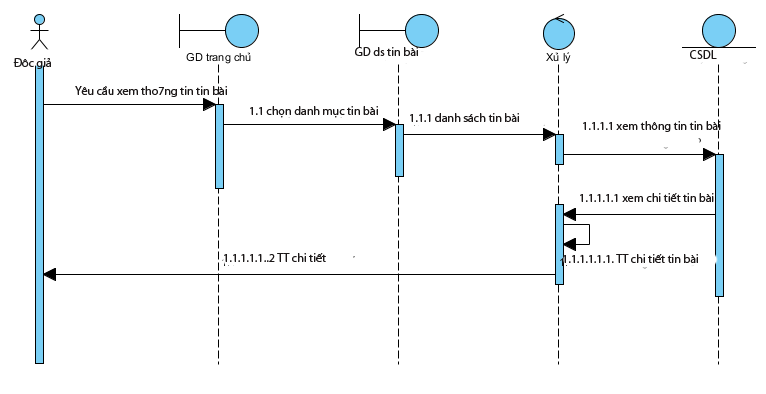 Đôc giả
GD trang chủ
GD ds tin bài
Xử lý
CSDL
Yêu cầu xem tho7ng tin tin bài
1.1 chọn danh mục tin bài
1.1.1 danh sách tin bài
1.1.1.1 xem thông tin tin bài
1.1.1.1.1 xem chi tiết tin bài
1.1.1.1.1..2 TT chi tiết
1.1.1.1.1.1. TT chi tiết tin bài